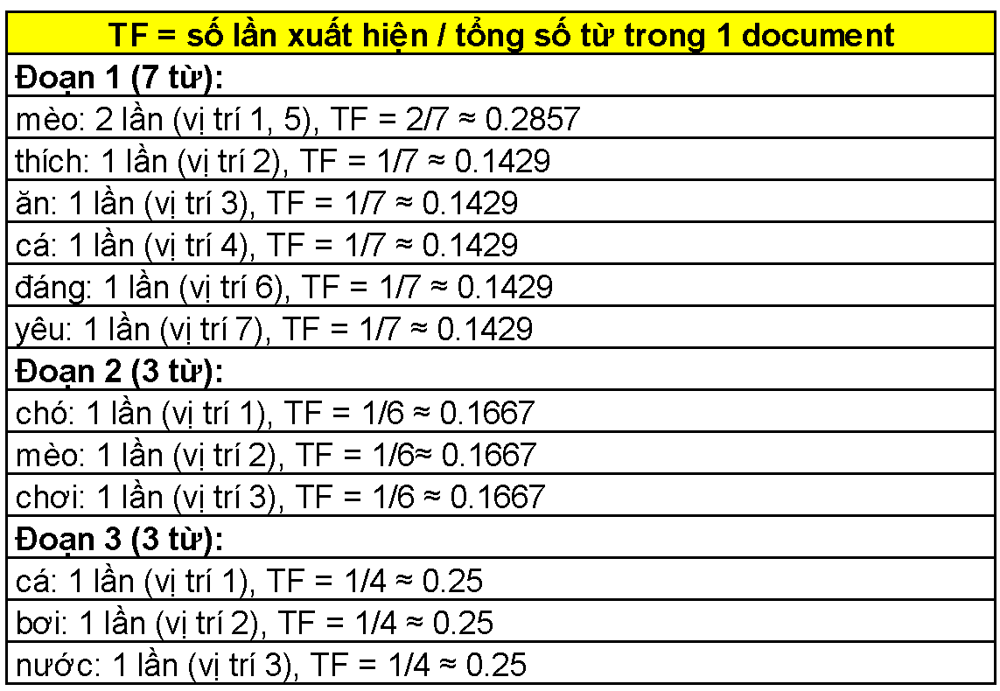 TF = số lần xuất hiện / tổng số từ trong 1 document
Đoạn 1 (7 từ):
mèo: 2 lần (vị trí 1, 5), TF = 2/7 ≈ 0.2857
thích: 1 lần (vị trí 2), TF = 1/7 ≈ 0.1429
ăn: 1 lần (vị trí 3), TF = 1/7 ≈ 0.1429
cá: 1 lần (vị trí 4), TF = 1/7 ≈ 0.1429
đáng: 1 lần (vị trí 6), TF = 1/7 ≈ 0.1429
yêu: 1 lần (vị trí 7), TF = 1/7 ≈ 0.1429
Đoạn 2 (3 từ):
chó: 1 lần (vị trí 1), TF = 1/6 ≈ 0.1667
mèo: 1 lần (vị trí 2), TF = 1/6≈ 0.1667
chơi: 1 lần (vị trí 3), TF = 1/6 ≈ 0.1667
Đoạn 3 (3 từ):
cá: 1 lần (vị trí 1), TF = 1/4 ≈ 0.25
bơi: 1 lần (vị trí 2), TF = 1/4 ≈ 0.25
nước: 1 lần (vị trí 3), TF = 1/4 ≈ 0.25